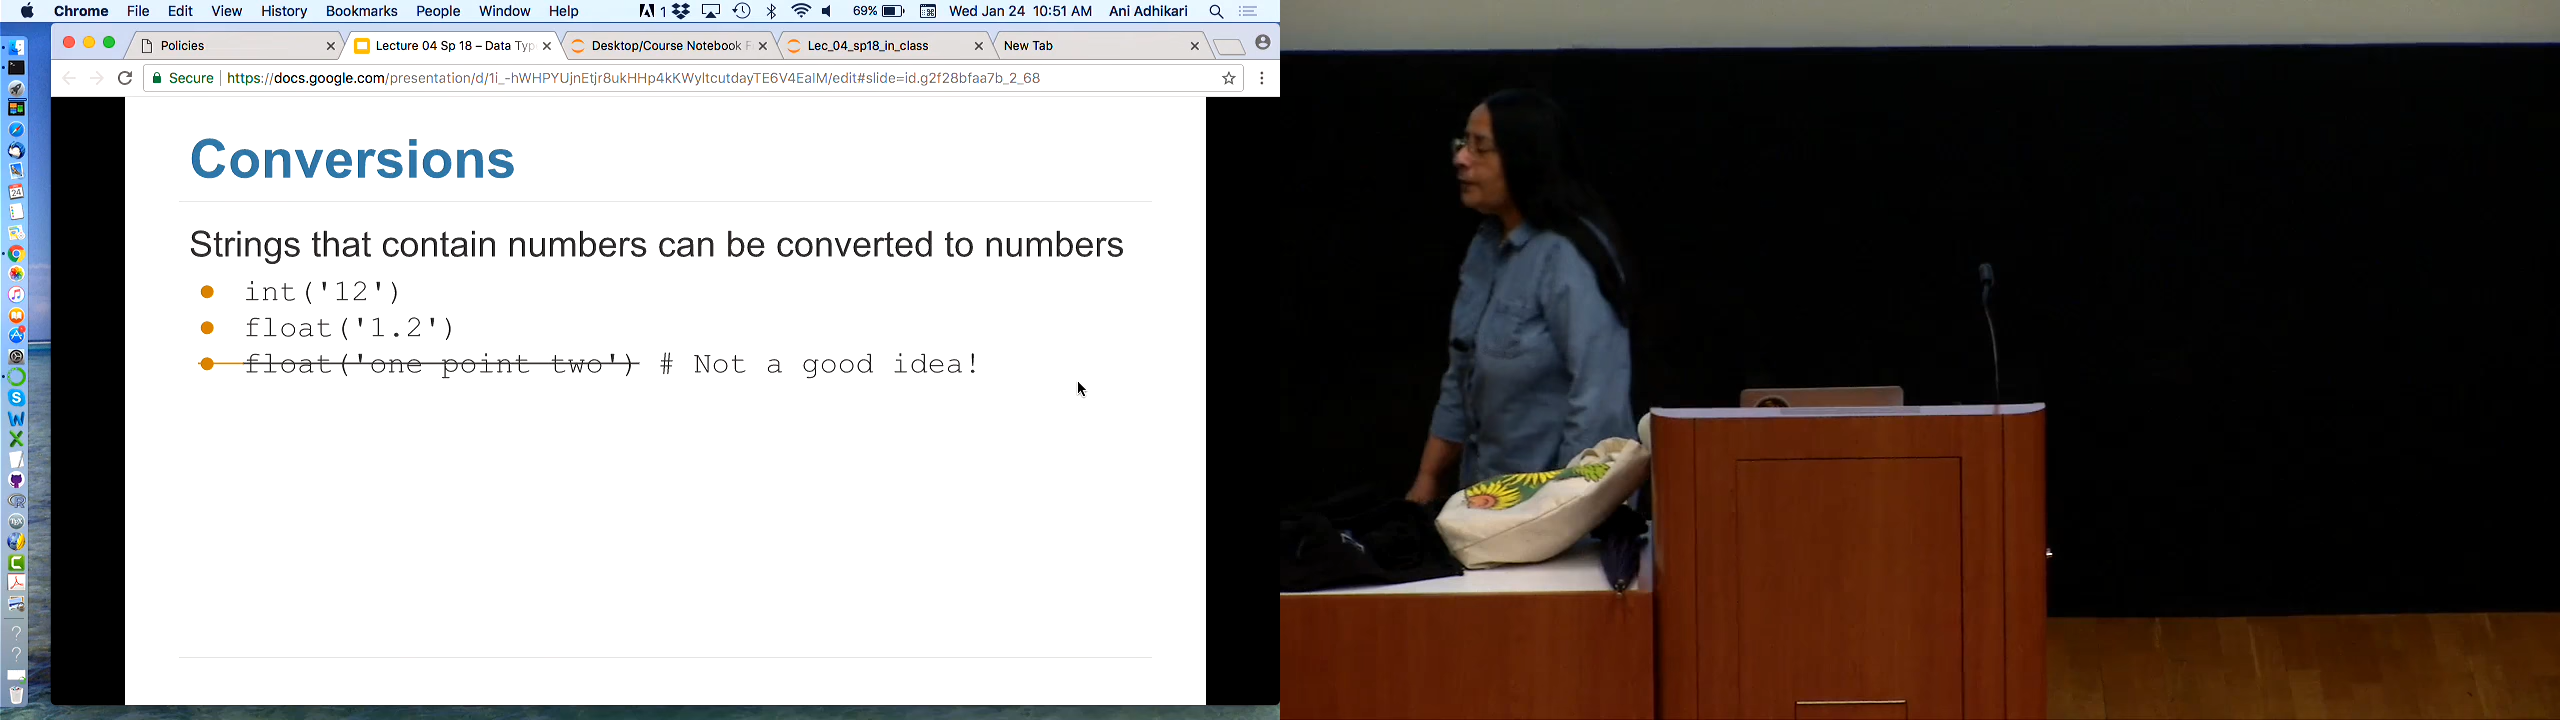 Chrome File Edit View History Bookmarks People Window Help 1 69% Wed Jan 24 10:51 AM Ani Adhikari
Policies Lecture 04 Sp 18 – Data Typ Desktop/Course Notebook F Lec_04_sp18_in_class New Tab
Secure https://docs.google.com/presentation/d/1i_-hWHPYUjnEtjr8ukHHp4kKWyltcutdayTE6V4EaIM/edit#slide=id.g2f28bfaa7b_2_68
Conversions
Strings that contain numbers can be converted to numbers
int('12')
float('1.2')
float('one point two') # Not a good idea!